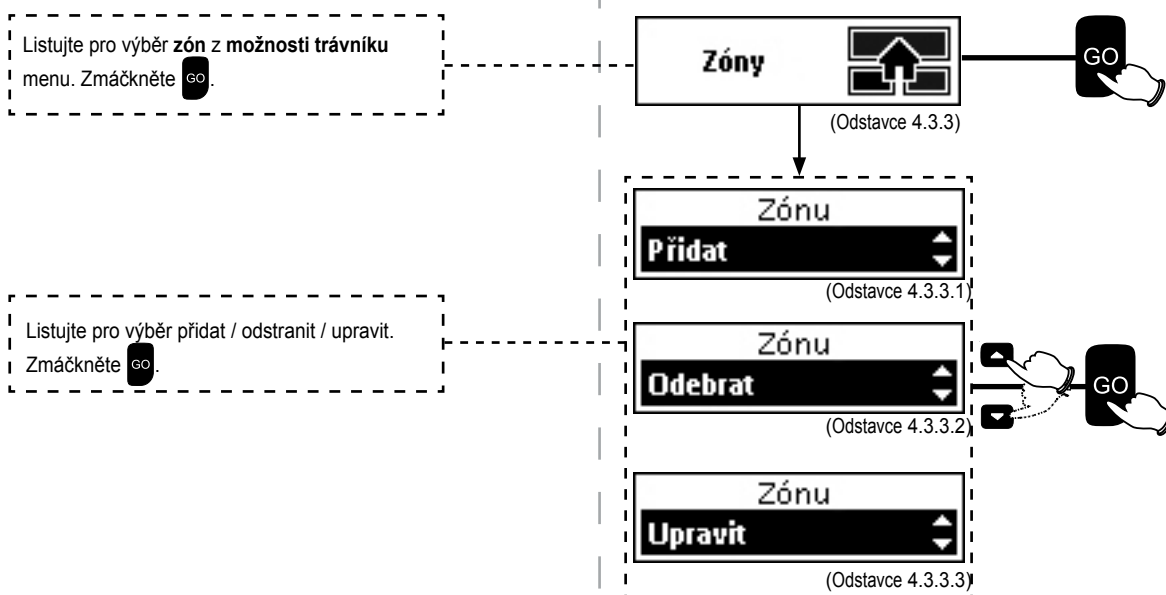 Listujte pro výběr zón z možnosti trávníku
menu. Zmáčkněte GO.
Zóny
GO
(Odstavce 4.3.3)
Zónu
Přidat
(Odstavce 4.3.3.1)
Listujte pro výběr přidat / odstranit / upravit.
Zmáčkněte GO.
Zónu
Odebrat
GO
(Odstavce 4.3.3.2)
Zónu
Upravit
(Odstavce 4.3.3.3)